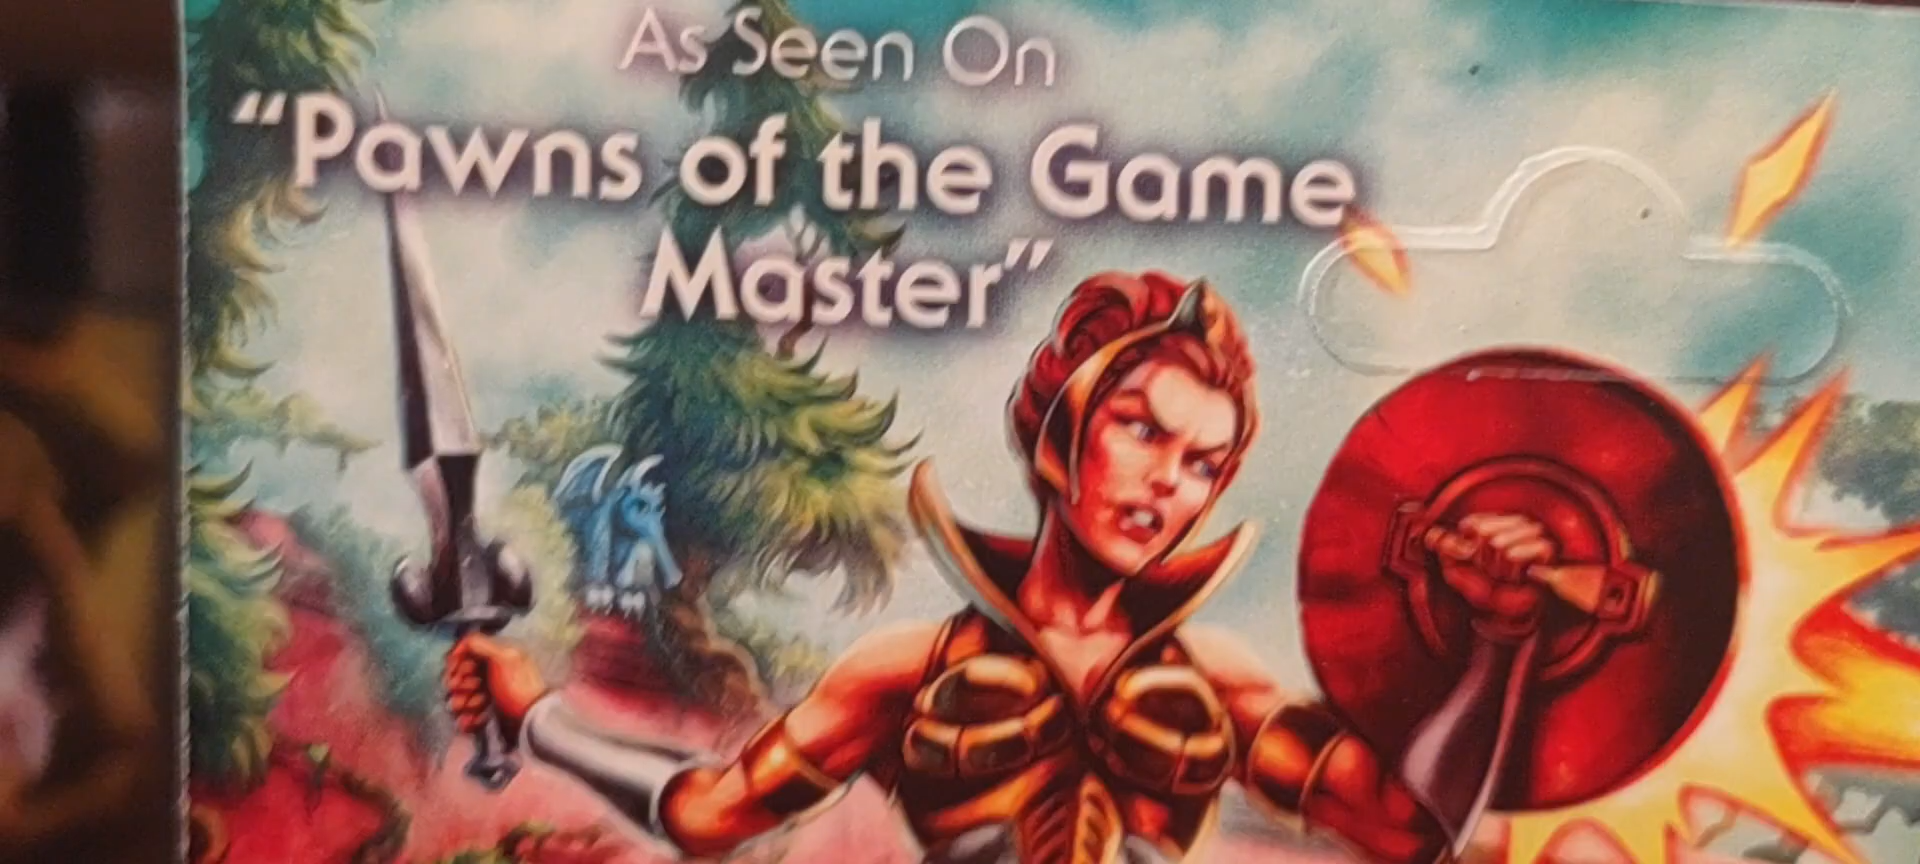 As Seen On
“Pawns of the Game
Master”